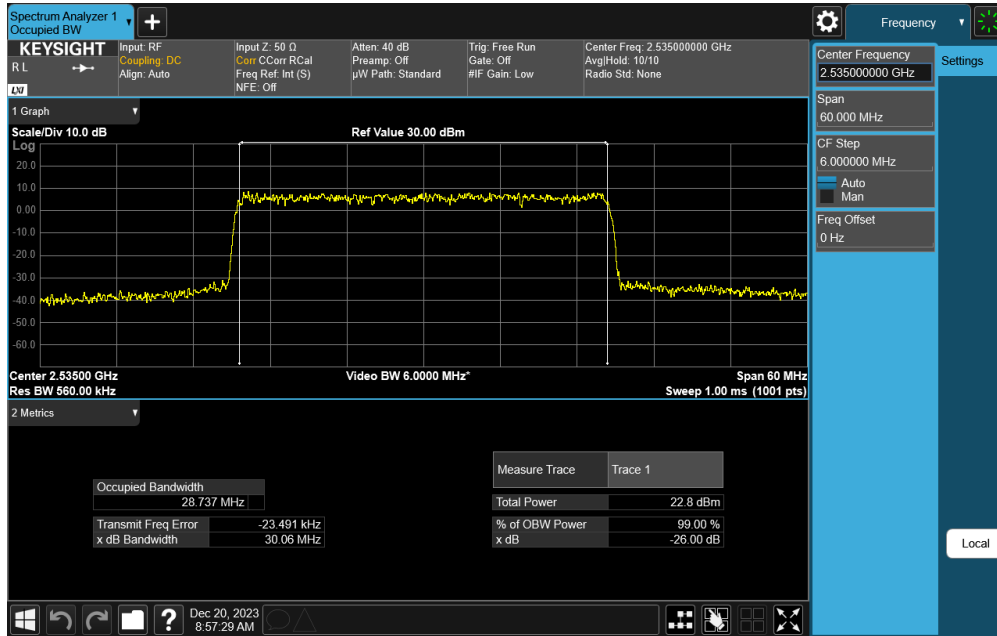 Spectrum Analyzer 1
Occupied BW
Frequency
KEYSIGHT
RL
LXI
Input: RF
Coupling: DC
Align: Auto
Input Z: 50 Ω
Corr CCorr RCal
Freq Ref: Int (S)
NFE: Off
Atten: 40 dB
Preamp: Off
µW Path: Standard
Trig: Free Run
Gate: Off
#IF Gain: Low
Center Freq: 2.535000000 GHz
Avg|Hold: 10/10
Radio Std: None
Center Frequency
2.535000000 GHz
Settings
Span
60.000 MHz
CF Step
6.000000 MHz
Auto
Man
Freq Offset
0 Hz
1 Graph
Scale/Div 10.0 dB
Ref Value 30.00 dBm
Log
20.0
10.0
0.00
-10.0
-20.0
-30.0
-40.0
-50.0
-60.0
Center 2.53500 GHz
Video BW 6.0000 MHz*
Span 60 MHz
Res BW 560.00 kHz
Sweep 1.00 ms (1001 pts)
2 Metrics
Measure Trace Trace 1
Occupied Bandwidth
28.737 MHz
Total Power 22.8 dBm
Transmit Freq Error -23.491 kHz
% of OBW Power 99.00 %
x dB Bandwidth 30.06 MHz
x dB -26.00 dB
Local
?
Dec 20, 2023
8:57:29 AM